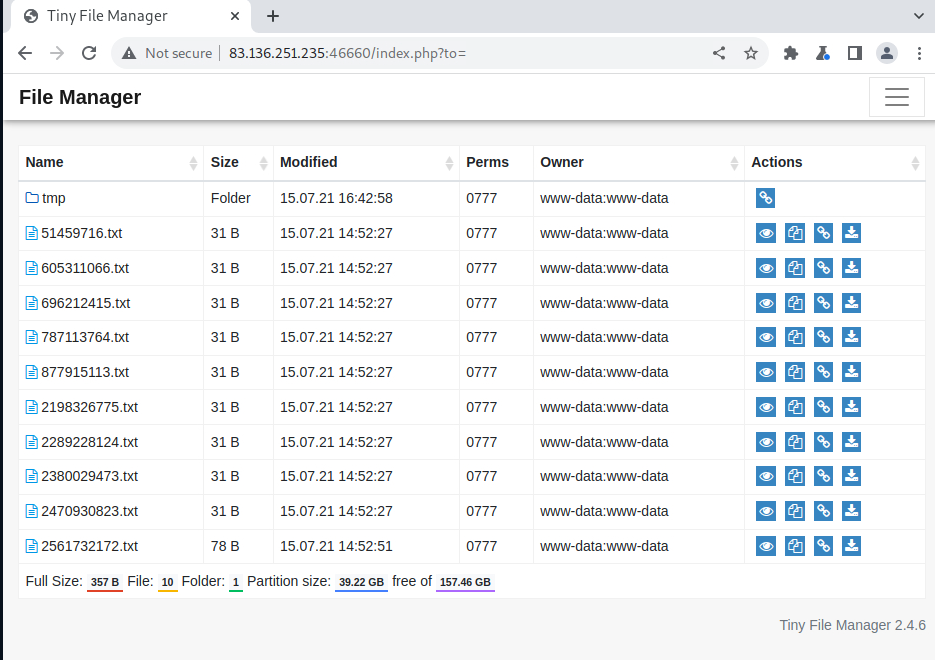 Tiny File Manager
Not secure 83.136.251.235:46660/index.php?to=
File Manager
Name Size Modified Perms Owner Actions
tmp Folder 15.07.21 16:42:58 0777 www-data:www-data
51459716.txt 31 B 15.07.21 14:52:27 0777 www-data:www-data
605311066.txt 31 B 15.07.21 14:52:27 0777 www-data:www-data
696212415.txt 31 B 15.07.21 14:52:27 0777 www-data:www-data
787113764.txt 31 B 15.07.21 14:52:27 0777 www-data:www-data
877915113.txt 31 B 15.07.21 14:52:27 0777 www-data:www-data
2198326775.txt 31 B 15.07.21 14:52:27 0777 www-data:www-data
2289228124.txt 31 B 15.07.21 14:52:27 0777 www-data:www-data
2380029473.txt 31 B 15.07.21 14:52:27 0777 www-data:www-data
2470930823.txt 31 B 15.07.21 14:52:27 0777 www-data:www-data
2561732172.txt 78 B 15.07.21 14:52:51 0777 www-data:www-data
Full Size: 357 B File: 10 Folder: 1 Partition size: 39.22 GB free of 157.46 GB
Tiny File Manager 2.4.6